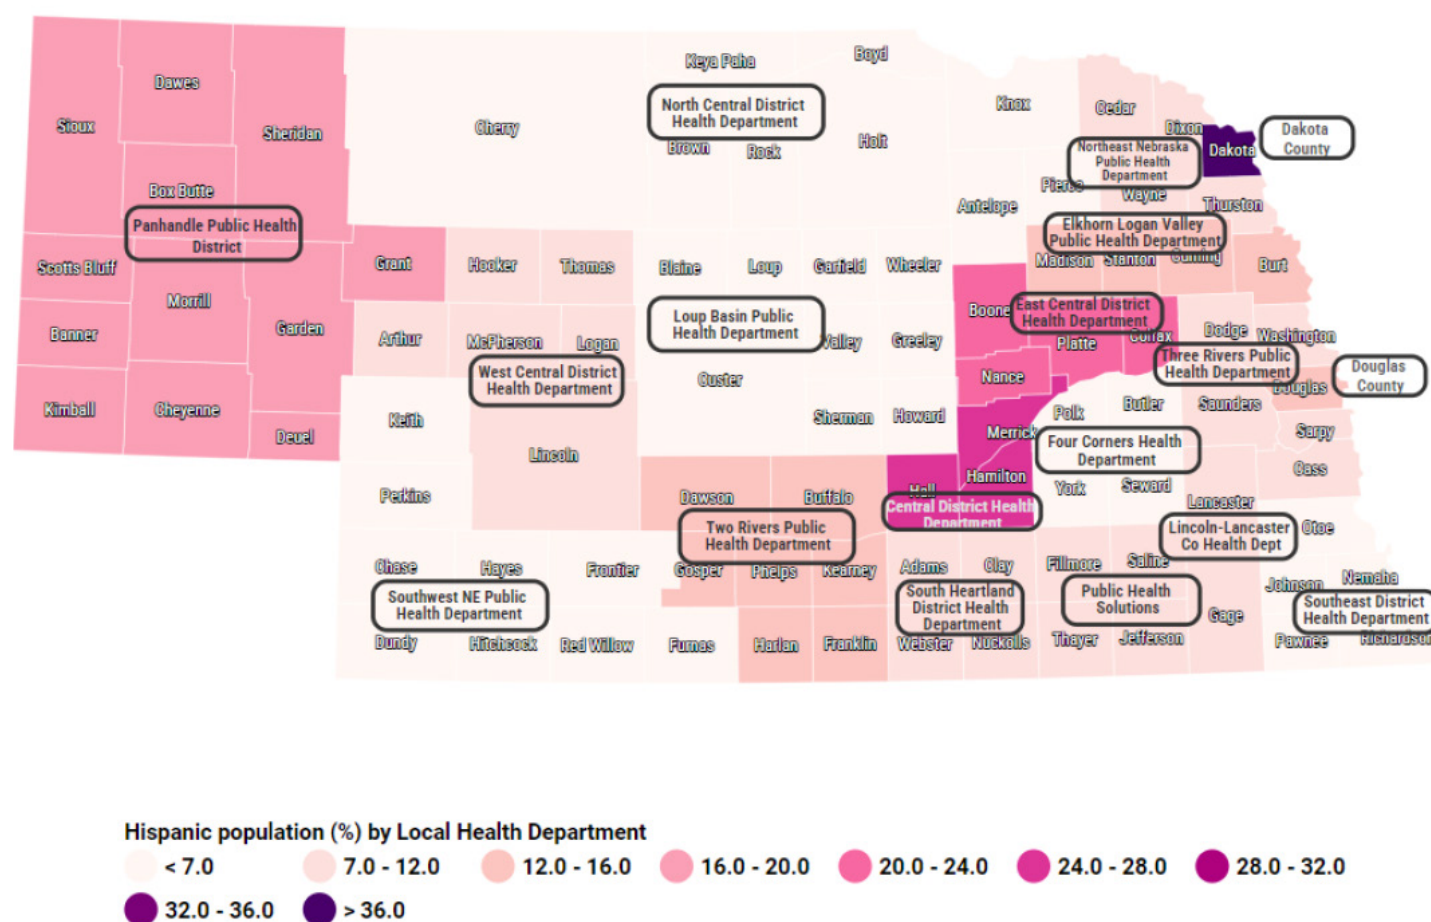 Boyd
Keya Paha
Dawes
Knox
Cedar
North Central District
Health Department
Sioux
Cherry
Dixon
Dakota
County
Sheridan
Holt
Brown
Rock
Dakota
Northeast Nebraska
Public Health
Department
Box Butte
Pierce
Wayne
Antelope
Thurston
Panhandle Public Health
District
Elkhorn Logan Valley
Public Health Department
Scotts Bluff
Grant
Hooker
Thomas
Blaine
Loup
Garfield
Wheeler
Madison
Stanton
Cuming
Burt
Morrill
Boone
East Central District
Health Department
Garden
Loup Basin Public
Health Department
Banner
Arthur
McPherson
Logan
Valley
Greeley
Platte
Colfax
Dodge
Washington
Three Rivers Public
Health Department
Douglas
County
West Central District
Health Department
Custer
Nance
Douglas
Kimball
Cheyenne
Keith
Sherman
Howard
Polk
Butler
Saunders
Deuel
Merrick
Sarpy
Lincoln
Four Corners Health
Department
Cass
Perkins
Dawson
Buffalo
Hall
Hamilton
York
Seward
Lancaster
Central District Health
Department
Two Rivers Public
Health Department
Lincoln-Lancaster
Co Health Dept
Otoe
Chase
Hayes
Frontier
Gosper
Phelps
Kearney
Adams
Clay
Fillmore
Saline
Johnson
Nemaha
Southwest NE Public
Health Department
South Heartland
District Health
Department
Public Health
Solutions
Gage
Southeast District
Health Department
Dundy
Hitchcock
Red Willow
Furnas
Harlan
Franklin
Webster
Nuckolls
Thayer
Jefferson
Pawnee
Richardson
Hispanic population (%) by Local Health Department
< 7.0
7.0 - 12.0
12.0 - 16.0
16.0 - 20.0
20.0 - 24.0
24.0 - 28.0
28.0 - 32.0
32.0 - 36.0
> 36.0